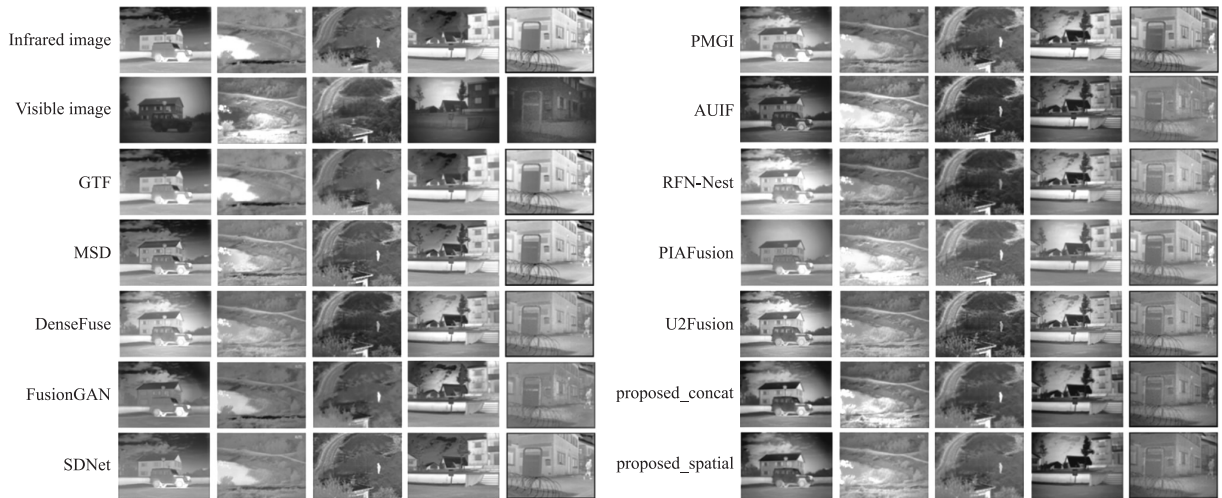 Infrared image
Visible image
GTF
MSD
DenseFuse
FusionGAN
SDNet
PMGI
AUIF
RFN-Nest
PIAFusion
U2Fusion
proposed_concat
proposed_spatial